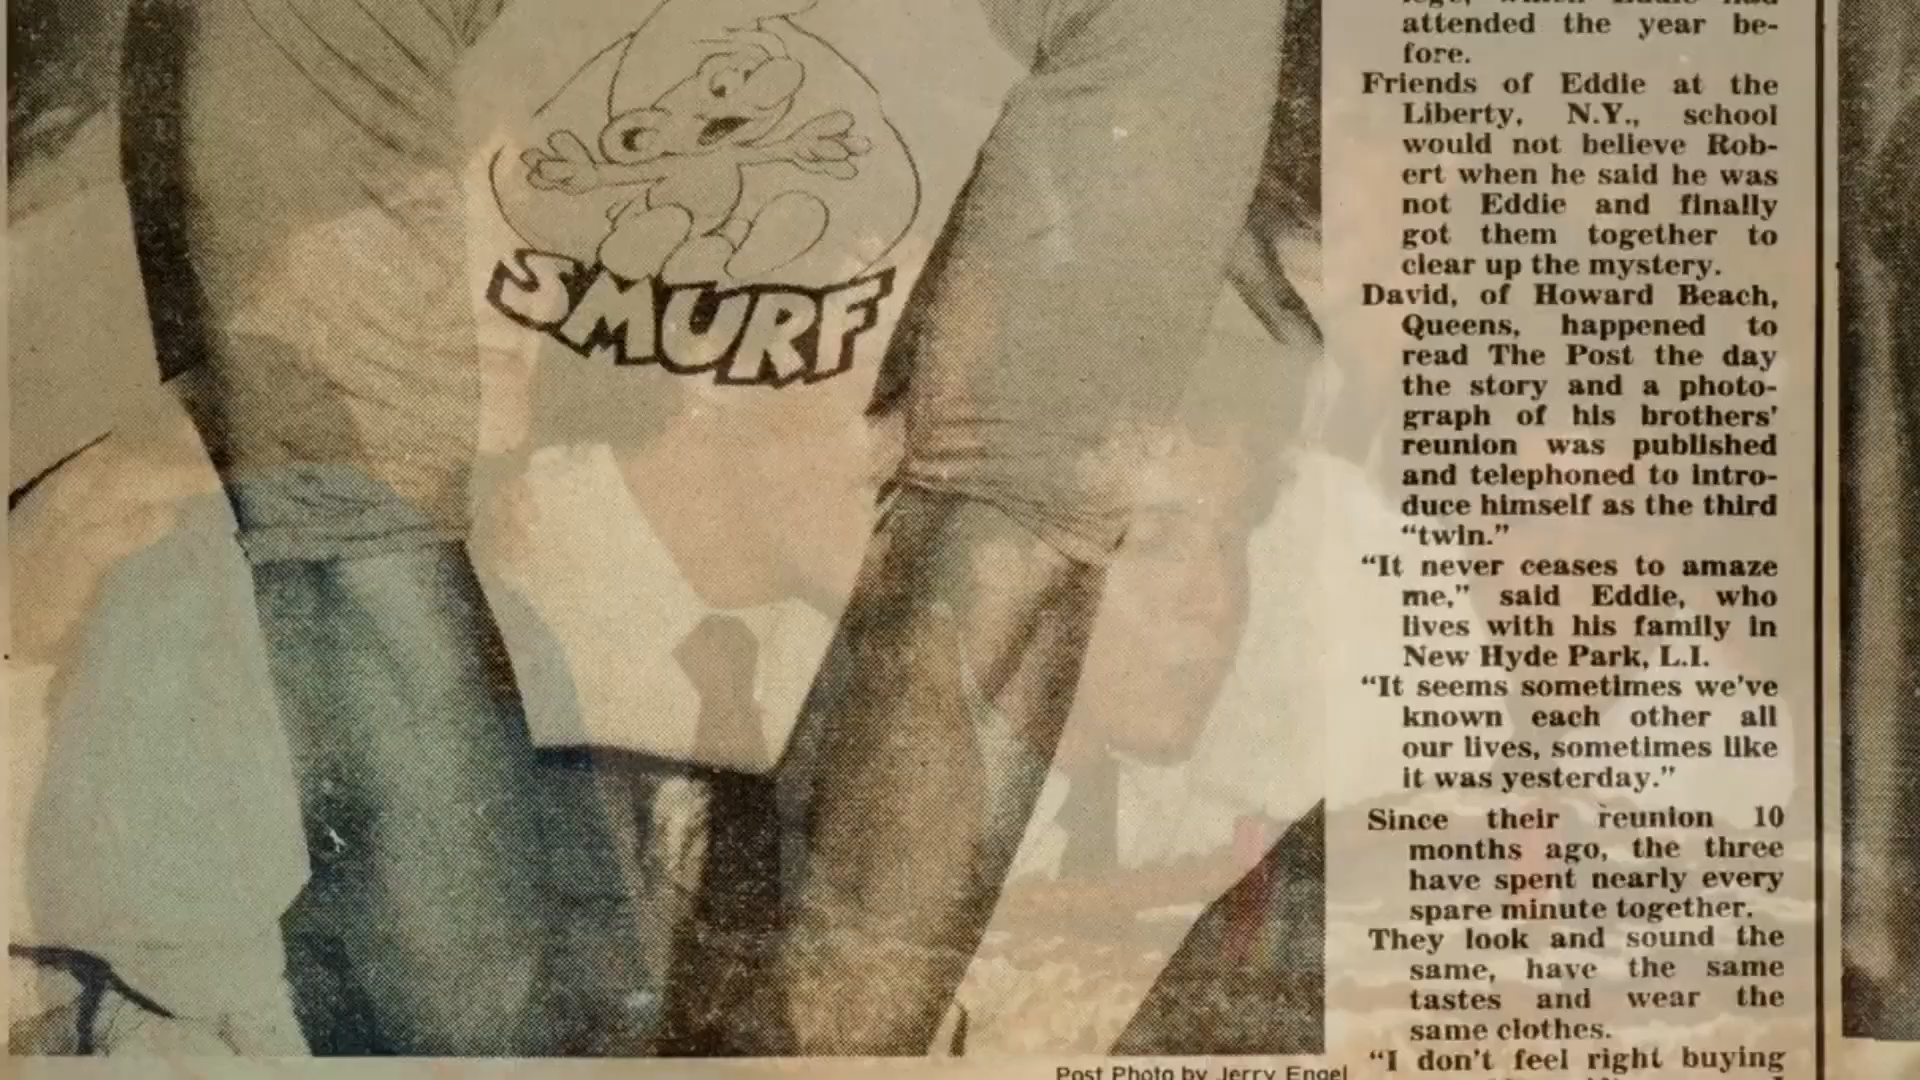 SMURF
attended the year be-
fore.
Friends of Eddie at the
Liberty, N.Y., school
would not believe Rob-
ert when he said he was
not Eddie and finally
got them together to
clear up the mystery.
David, of Howard Beach,
Queens, happened to
read The Post the day
the story and a photo-
graph of his brothers'
reunion was published
and telephoned to intro-
duce himself as the third
“twin.”
“It never ceases to amaze
me,” said Eddie, who
lives with his family in
New Hyde Park, L.I.
“It seems sometimes we've
known each other all
our lives, sometimes like
it was yesterday.”
Since their reunion 10
months ago, the three
have spent nearly every
spare minute together.
They look and sound the
same, have the same
tastes and wear the
same clothes.
“I don't feel right buying
Post Photo by Jerry Engel